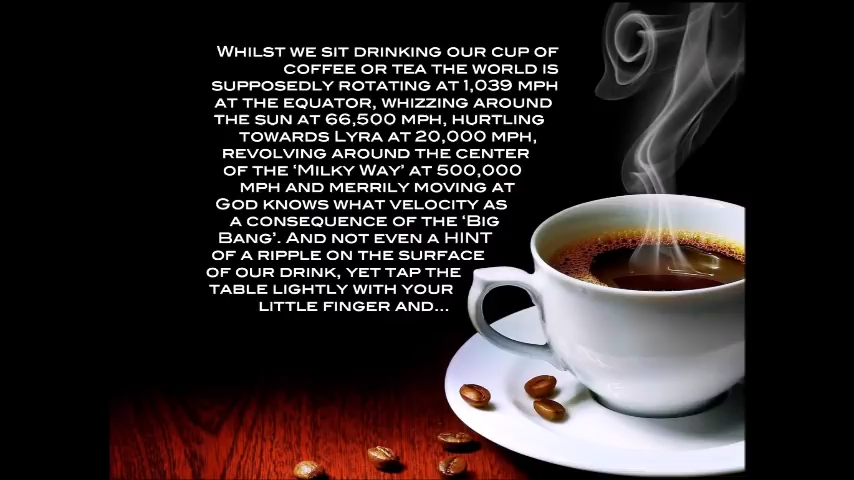 Whilst we sit drinking our cup of
coffee or tea the world is
supposedly rotating at 1,039 mph
at the equator, whizzing around
the sun at 66,500 mph, hurtling
towards Lyra at 20,000 mph,
revolving around the center
of the ‘Milky Way’ at 500,000
mph and merrily moving at
God knows what velocity as
a consequence of the ‘Big
Bang’. And not even a HINT
of a ripple on the surface
of our drink, yet tap the
table lightly with your
little finger and...